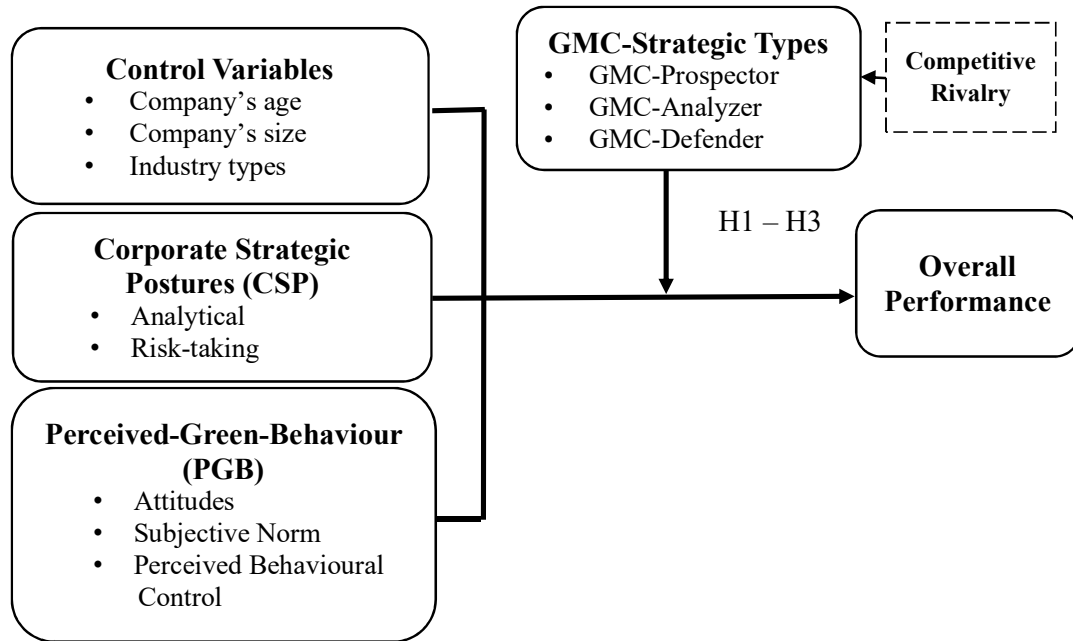 Control Variables
• Company’s age
• Company’s size
• Industry types
GMC-Strategic Types
• GMC-Prospector
• GMC-Analyzer
• GMC-Defender
Competitive
Rivalry
H1 – H3
Corporate Strategic
Postures (CSP)
• Analytical
• Risk-taking
Overall
Performance
Perceived-Green-Behaviour
(PGB)
• Attitudes
• Subjective Norm
• Perceived Behavioural
Control